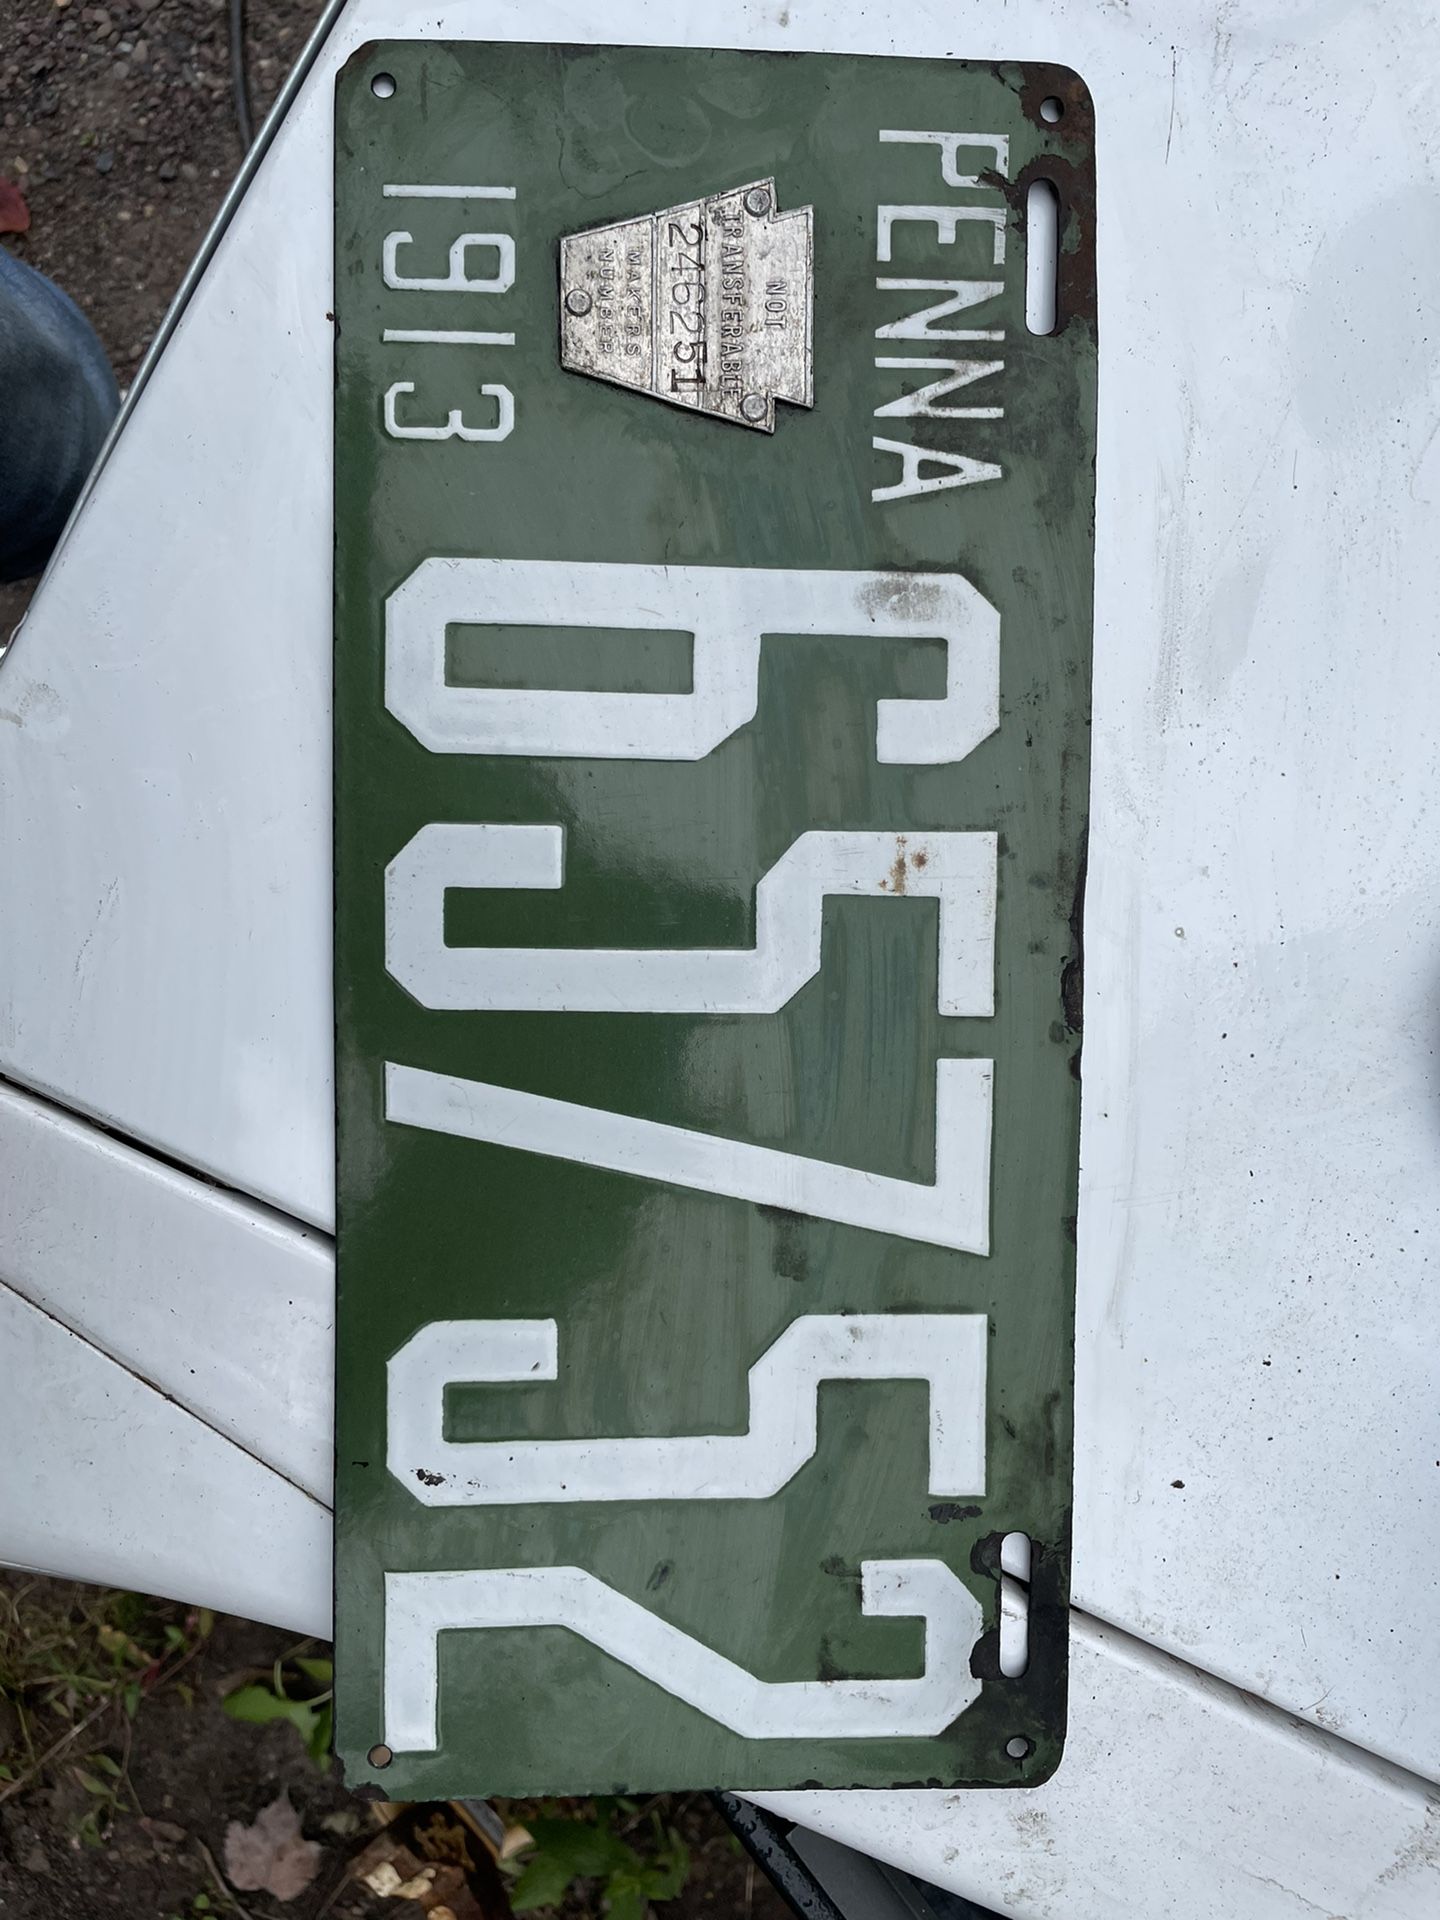 PENNA
NOT
TRANSFERABLE
246251
MAKERS
NUMBER
1913
65752